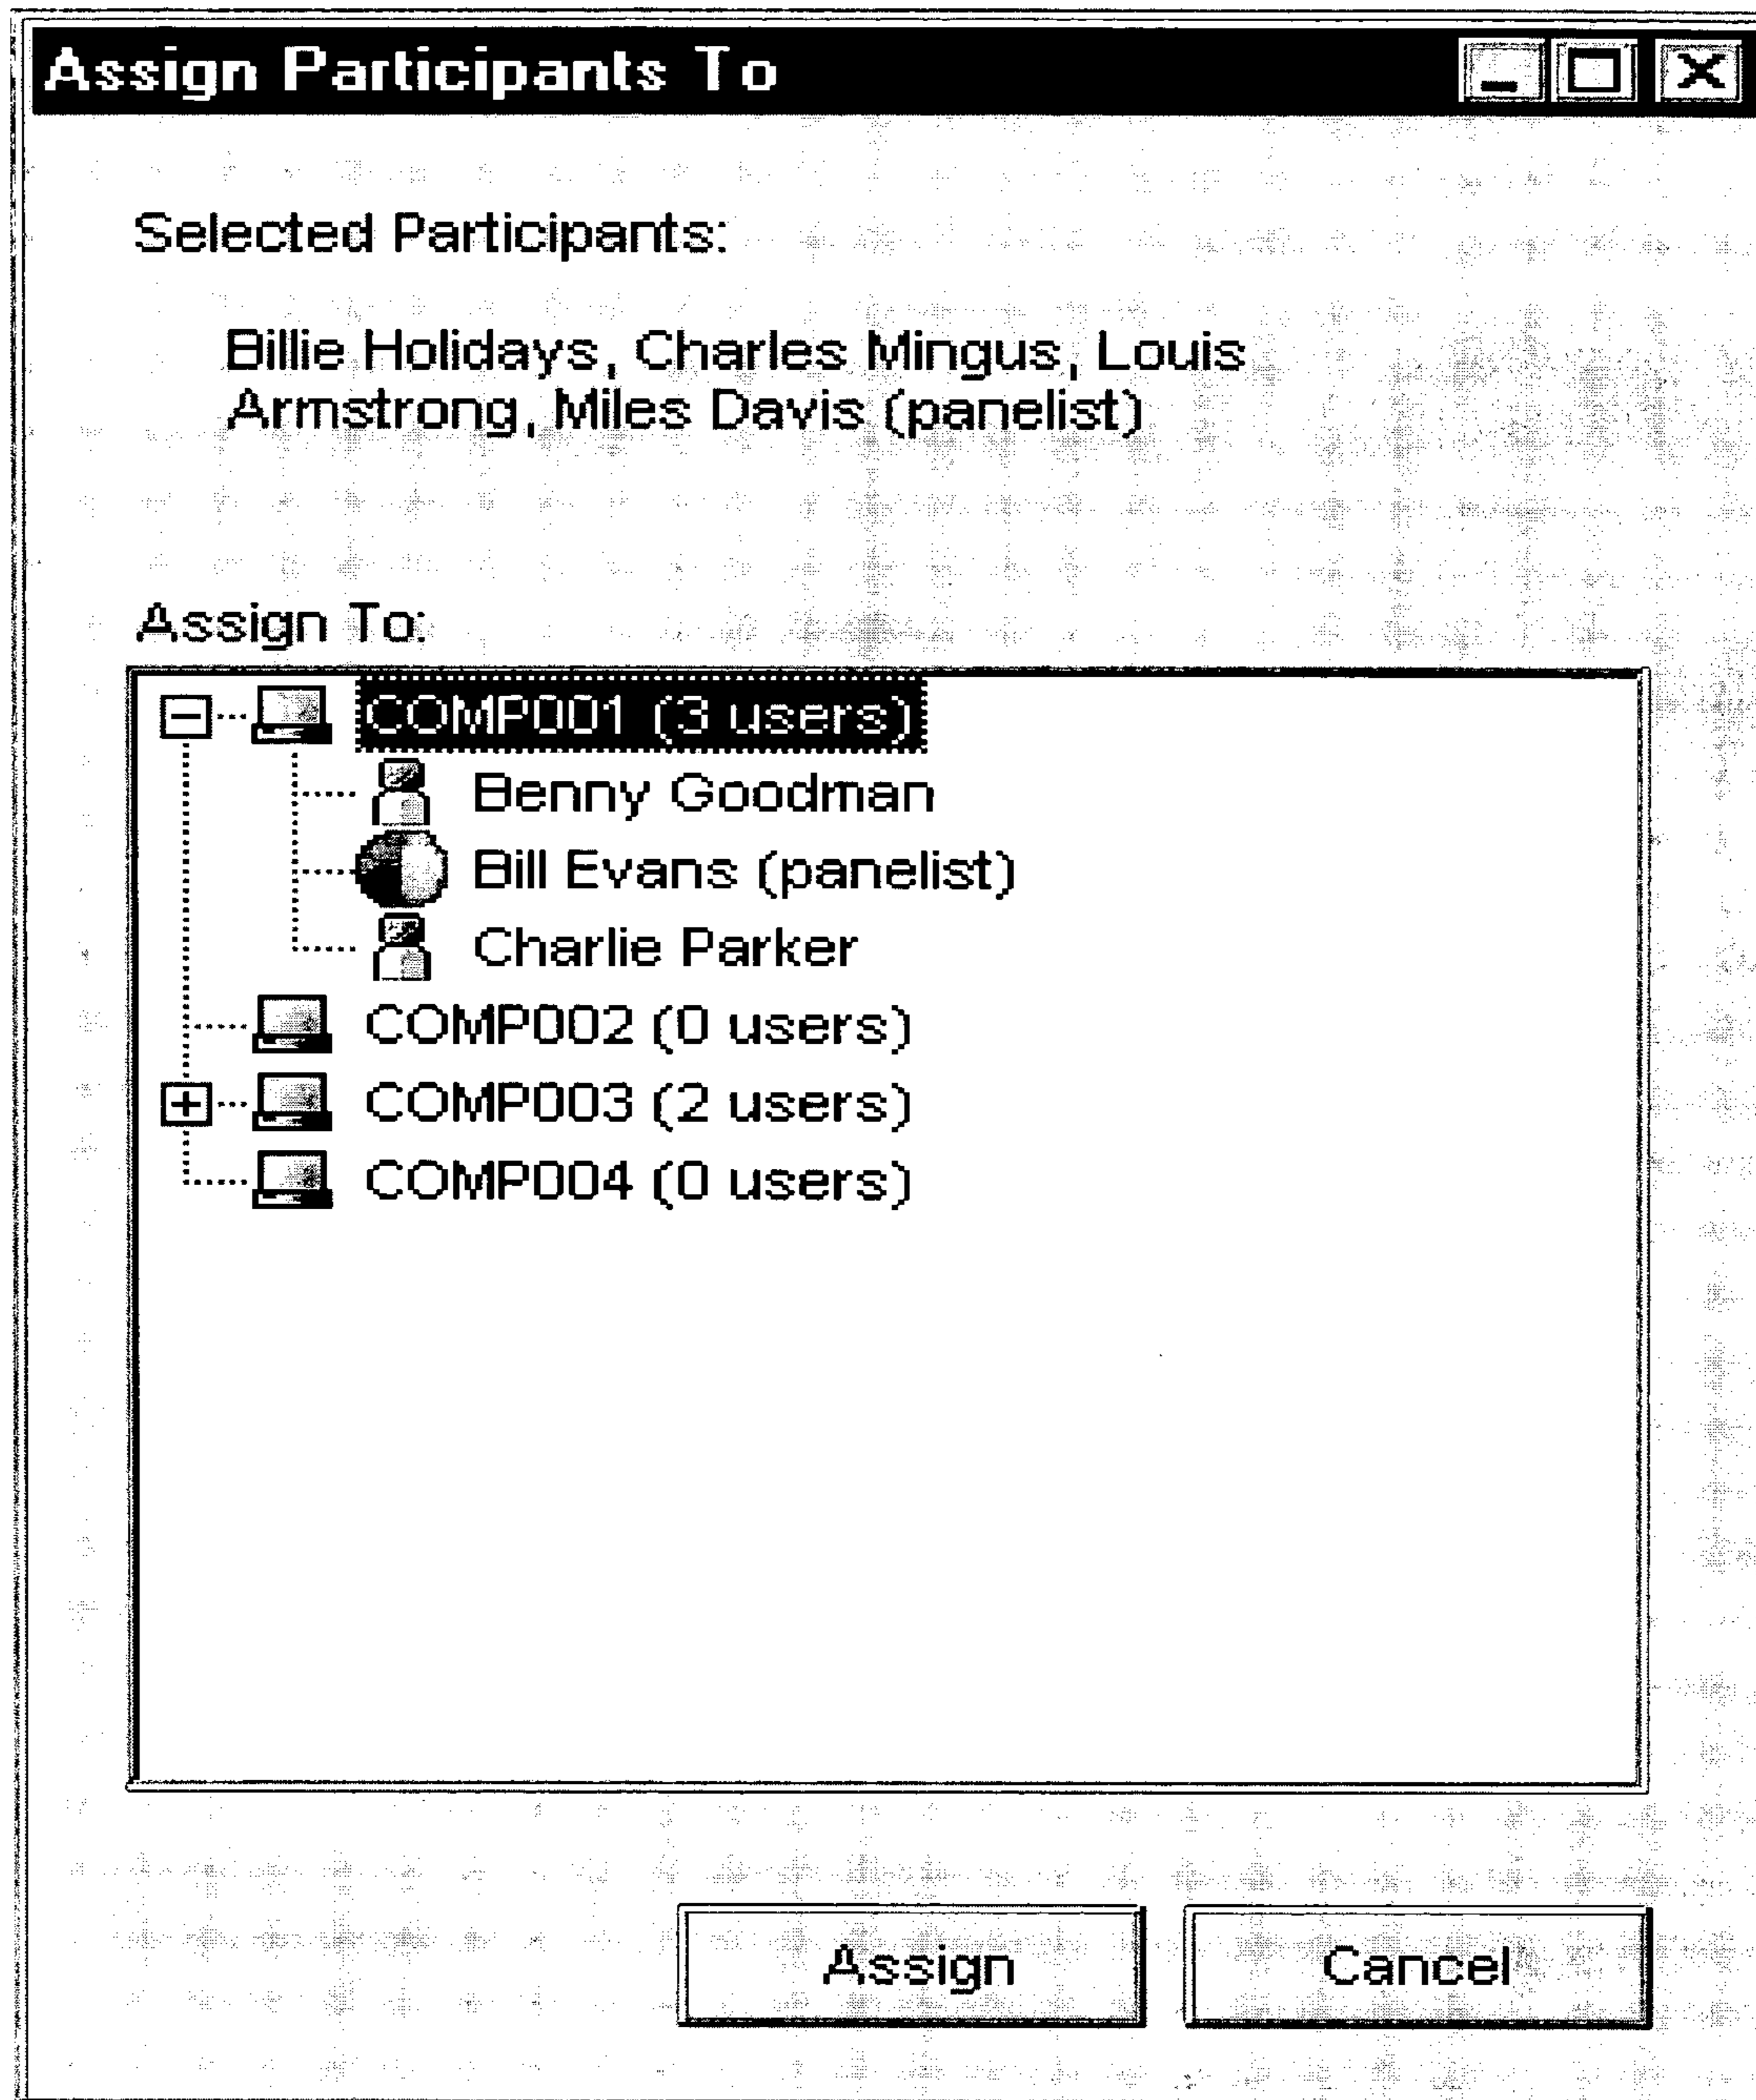 Assign Participants To
Selected Participants:
Billie Holidays, Charles Mingus, Louis
Armstrong, Miles Davis (panelist)
Assign To:
COMP001 (3 users)
Benny Goodman
Bill Evans (panelist)
Charlie Parker
COMP002 (0 users)
COMP003 (2 users)
COMP004 (0 users)
Assign
Cancel